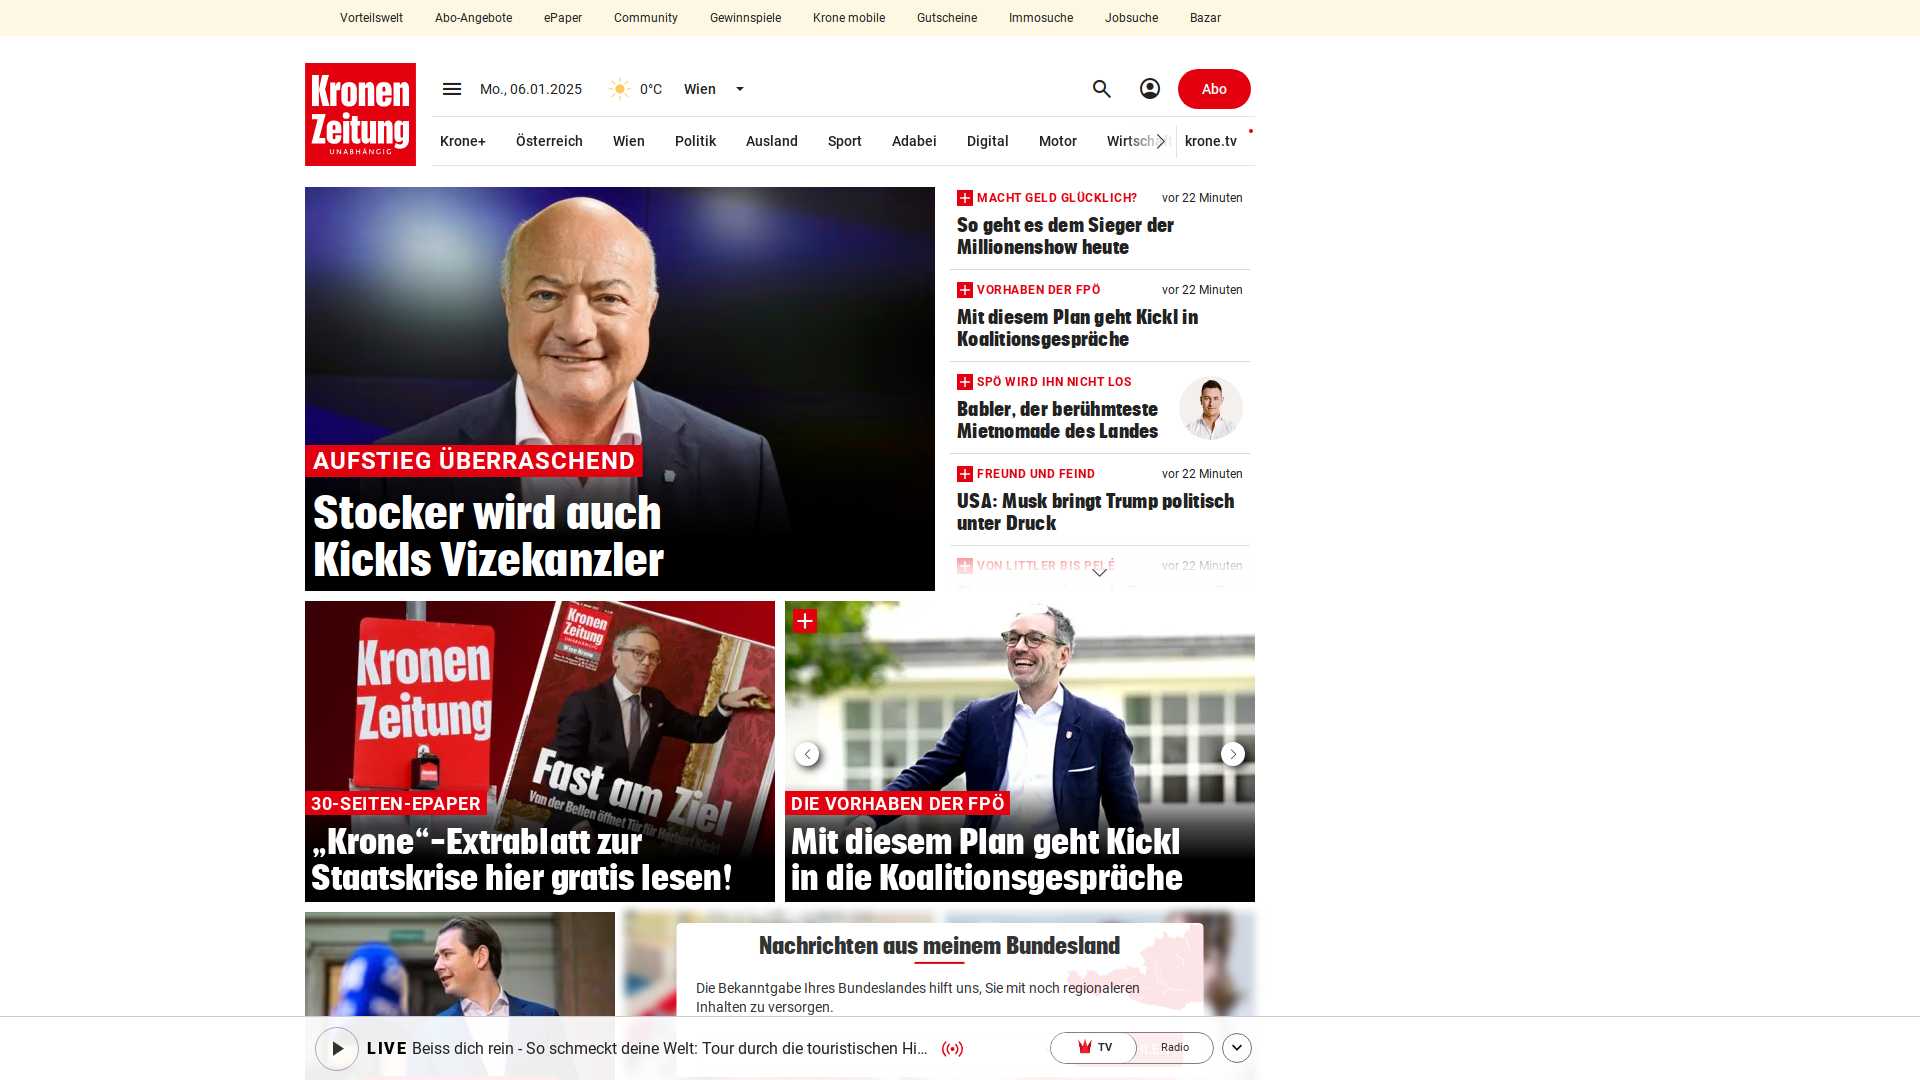 Vorteilswelt Abo-Angebote ePaper Community Gewinnspiele Krone mobile Gutscheine Immosuche Jobsuche Bazar
Kronen
Zeitung
UNABHÄNGIG
Mo., 06.01.2025 0°C Wien
Abo
Krone+ Österreich Wien Politik Ausland Sport Adabei Digital Motor Wirtschaft krone.tv
AUFSTIEG ÜBERRASCHEND
Stocker wird auch
Kickls Vizekanzler
MACHT GELD GLÜCKLICH? vor 22 Minuten
So geht es dem Sieger der
Millionenshow heute
VORHABEN DER FPÖ vor 22 Minuten
Mit diesem Plan geht Kickl in
Koalitionsgespräche
SPÖ WIRD IHN NICHT LOS
Babler, der berühmteste
Mietnomade des Landes
FREUND UND FEIND vor 22 Minuten
USA: Musk bringt Trump politisch
unter Druck
VON LITTLER BIS PELÉ vor 22 Minuten
Kronen
Zeitung
Kronen
Zeitung
Fast am Ziel
Van der Bellen öffnet Tür für Herbert Kickl
30-SEITEN-EPAPER
„Krone“-Extrablatt zur
Staatskrise hier gratis lesen!
DIE VORHABEN DER FPÖ
Mit diesem Plan geht Kickl
in die Koalitionsgespräche
Nachrichten aus meinem Bundesland
Die Bekanntgabe Ihres Bundeslandes hilft uns, Sie mit noch regionaleren
Inhalten zu versorgen.
LIVE Beiss dich rein - So schmeckt deine Welt: Tour durch die touristischen Hi...
TV Radio